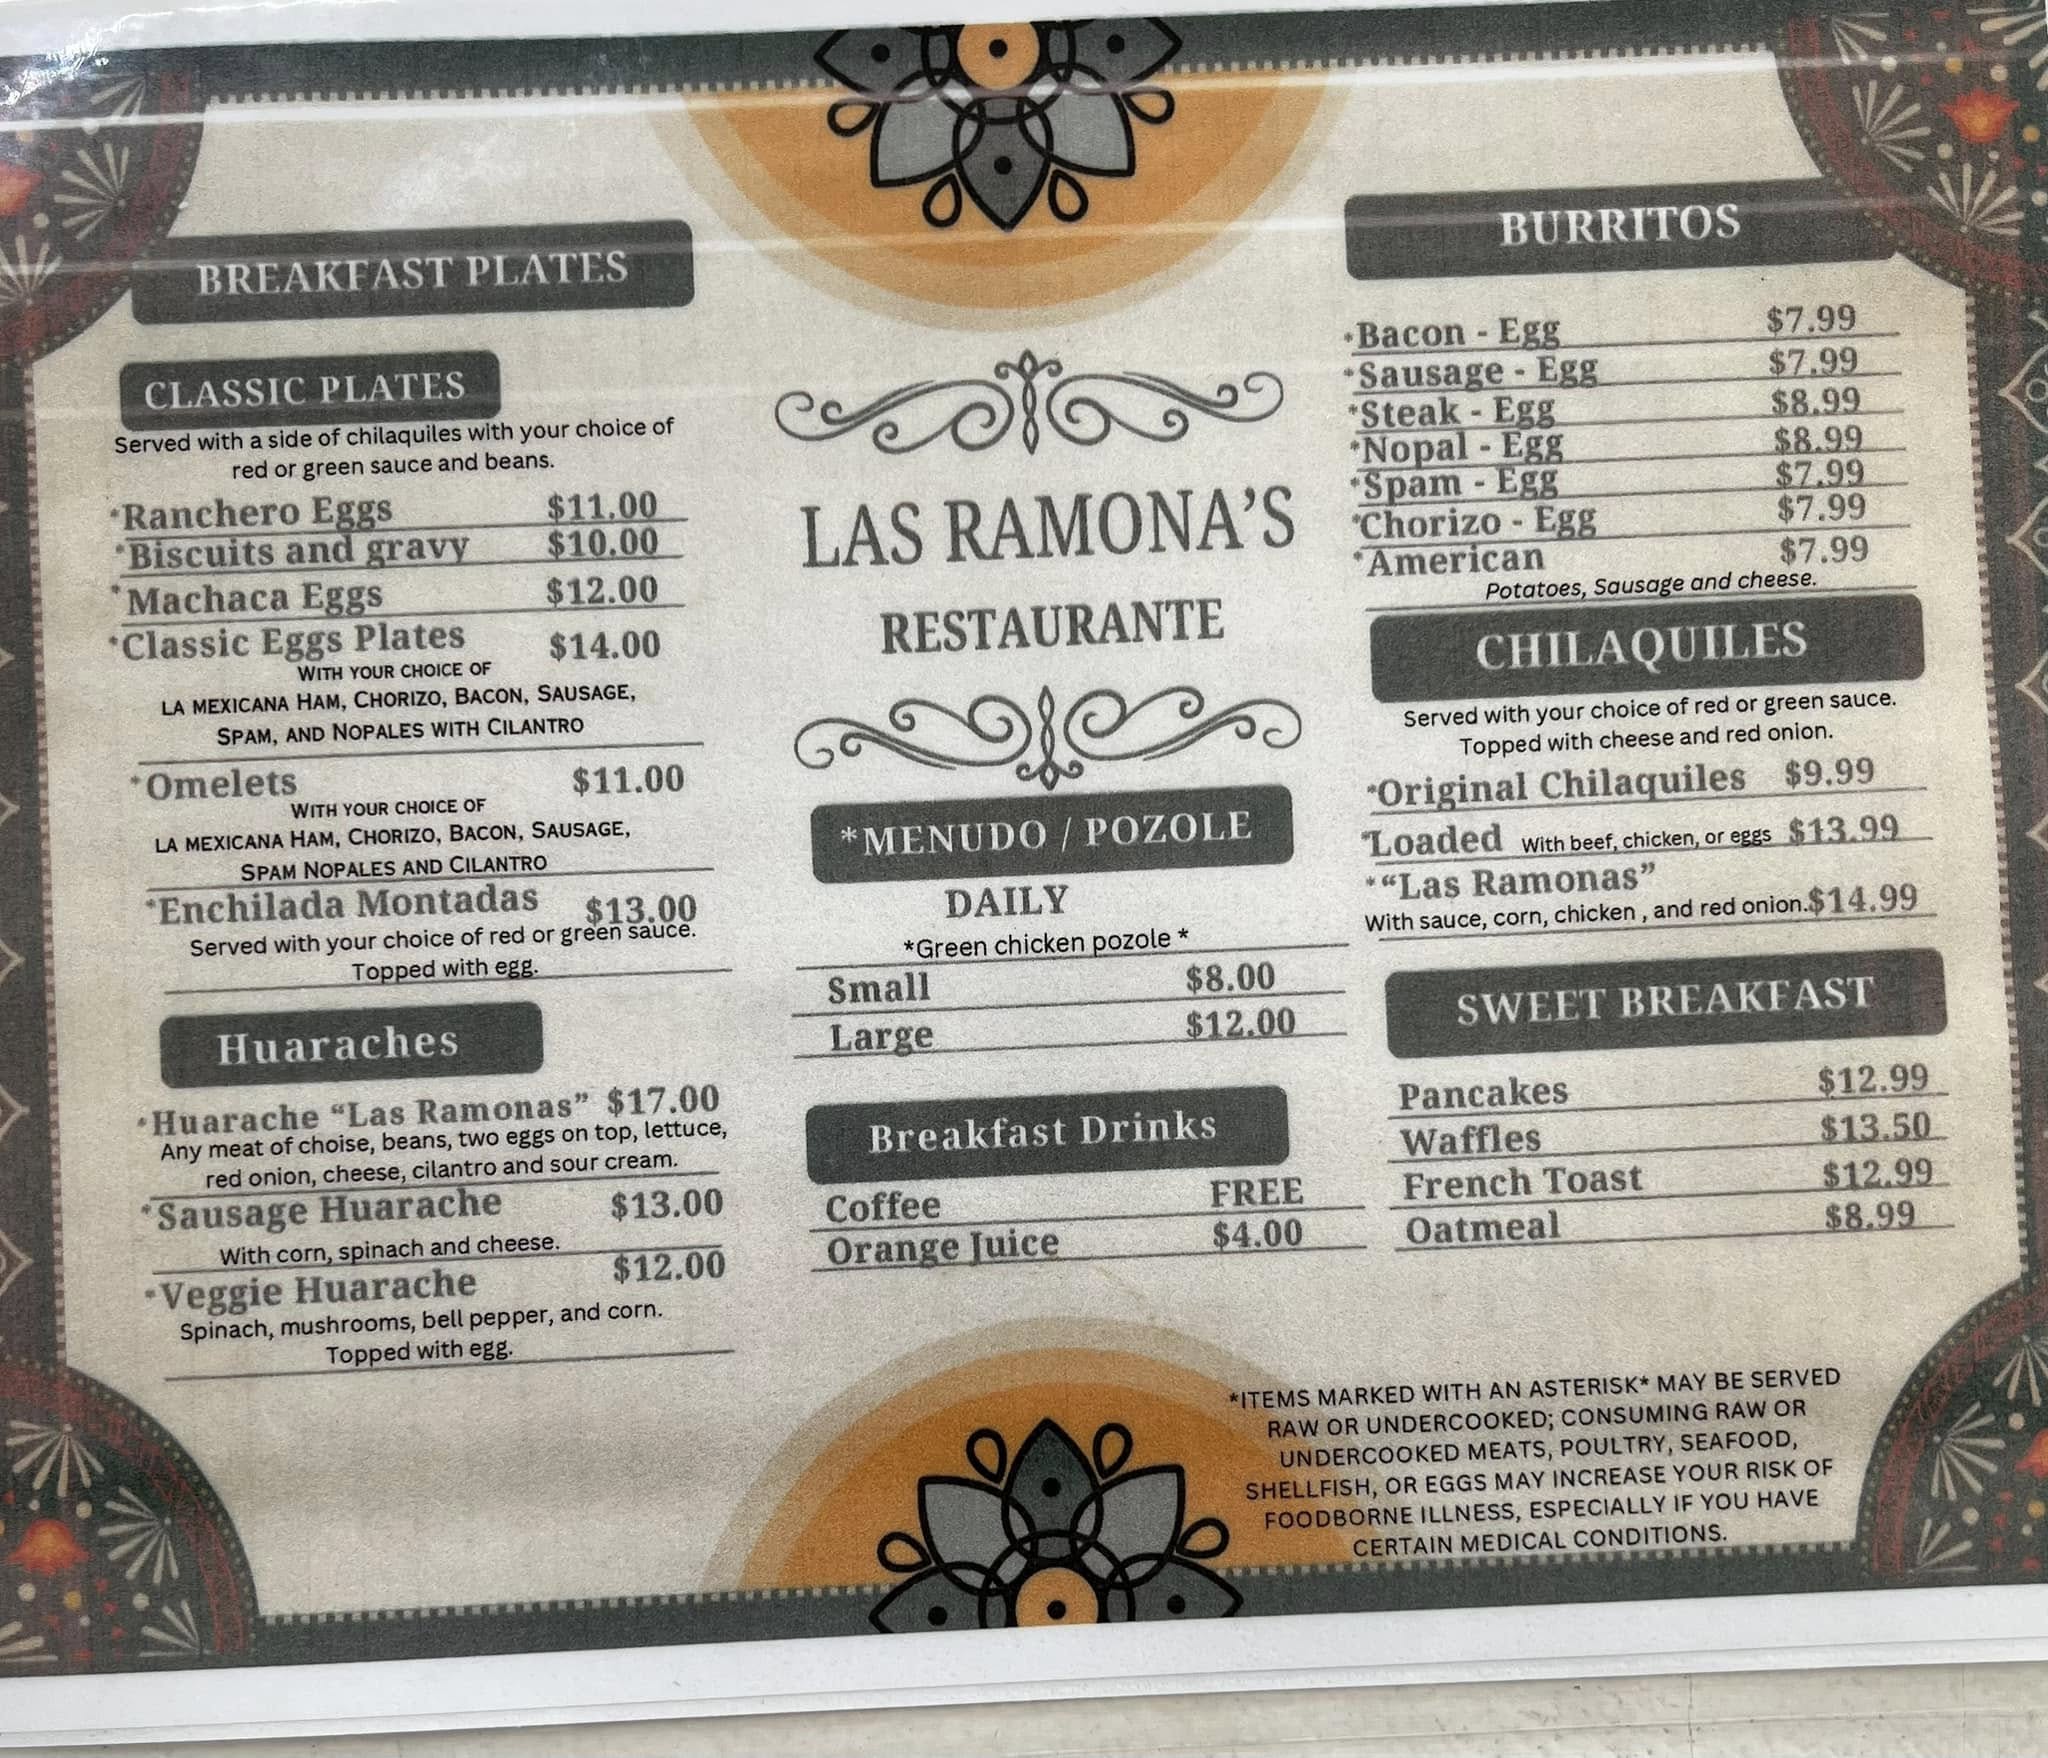 BREAKFAST PLATES
CLASSIC PLATES
Served with a side of chilaquiles with your choice of
red or green sauce and beans.
*Ranchero Eggs $11.00
*Biscuits and gravy $10.00
*Machaca Eggs $12.00
*Classic Eggs Plates $14.00
WITH YOUR CHOICE OF
LA MEXICANA HAM, CHORIZO, BACON, SAUSAGE,
SPAM, AND NOPALES WITH CILANTRO
*Omelets $11.00
WITH YOUR CHOICE OF
LA MEXICANA HAM, CHORIZO, BACON, SAUSAGE,
SPAM NOPALES AND CILANTRO
*Enchilada Montadas $13.00
Served with your choice of red or green sauce.
Topped with egg.
Huaraches
*Huarache “Las Ramonas” $17.00
Any meat of choise, beans, two eggs on top, lettuce,
red onion, cheese, cilantro and sour cream.
*Sausage Huarache $13.00
With corn, spinach and cheese.
*Veggie Huarache $12.00
Spinach, mushrooms, bell pepper, and corn.
Topped with egg.
LAS RAMONA’S
RESTAURANTE
*MENUDO / POZOLE
DAILY
*Green chicken pozole *
Small $8.00
Large $12.00
Breakfast Drinks
Coffee FREE
Orange Juice $4.00
BURRITOS
*Bacon - Egg $7.99
*Sausage - Egg $7.99
*Steak - Egg $8.99
*Nopal - Egg $8.99
*Spam - Egg $7.99
*Chorizo - Egg $7.99
*American $7.99
Potatoes, Sausage and cheese.
CHILAQUILES
Served with your choice of red or green sauce.
Topped with cheese and red onion.
*Original Chilaquiles $9.99
*Loaded With beef, chicken, or eggs $13.99
*“Las Ramonas”
With sauce, corn, chicken , and red onion. $14.99
SWEET BREAKFAST
Pancakes $12.99
Waffles $13.50
French Toast $12.99
Oatmeal $8.99
*ITEMS MARKED WITH AN ASTERISK* MAY BE SERVED
RAW OR UNDERCOOKED; CONSUMING RAW OR
UNDERCOOKED MEATS, POULTRY, SEAFOOD,
SHELLFISH, OR EGGS MAY INCREASE YOUR RISK OF
FOODBORNE ILLNESS, ESPECIALLY IF YOU HAVE
CERTAIN MEDICAL CONDITIONS.